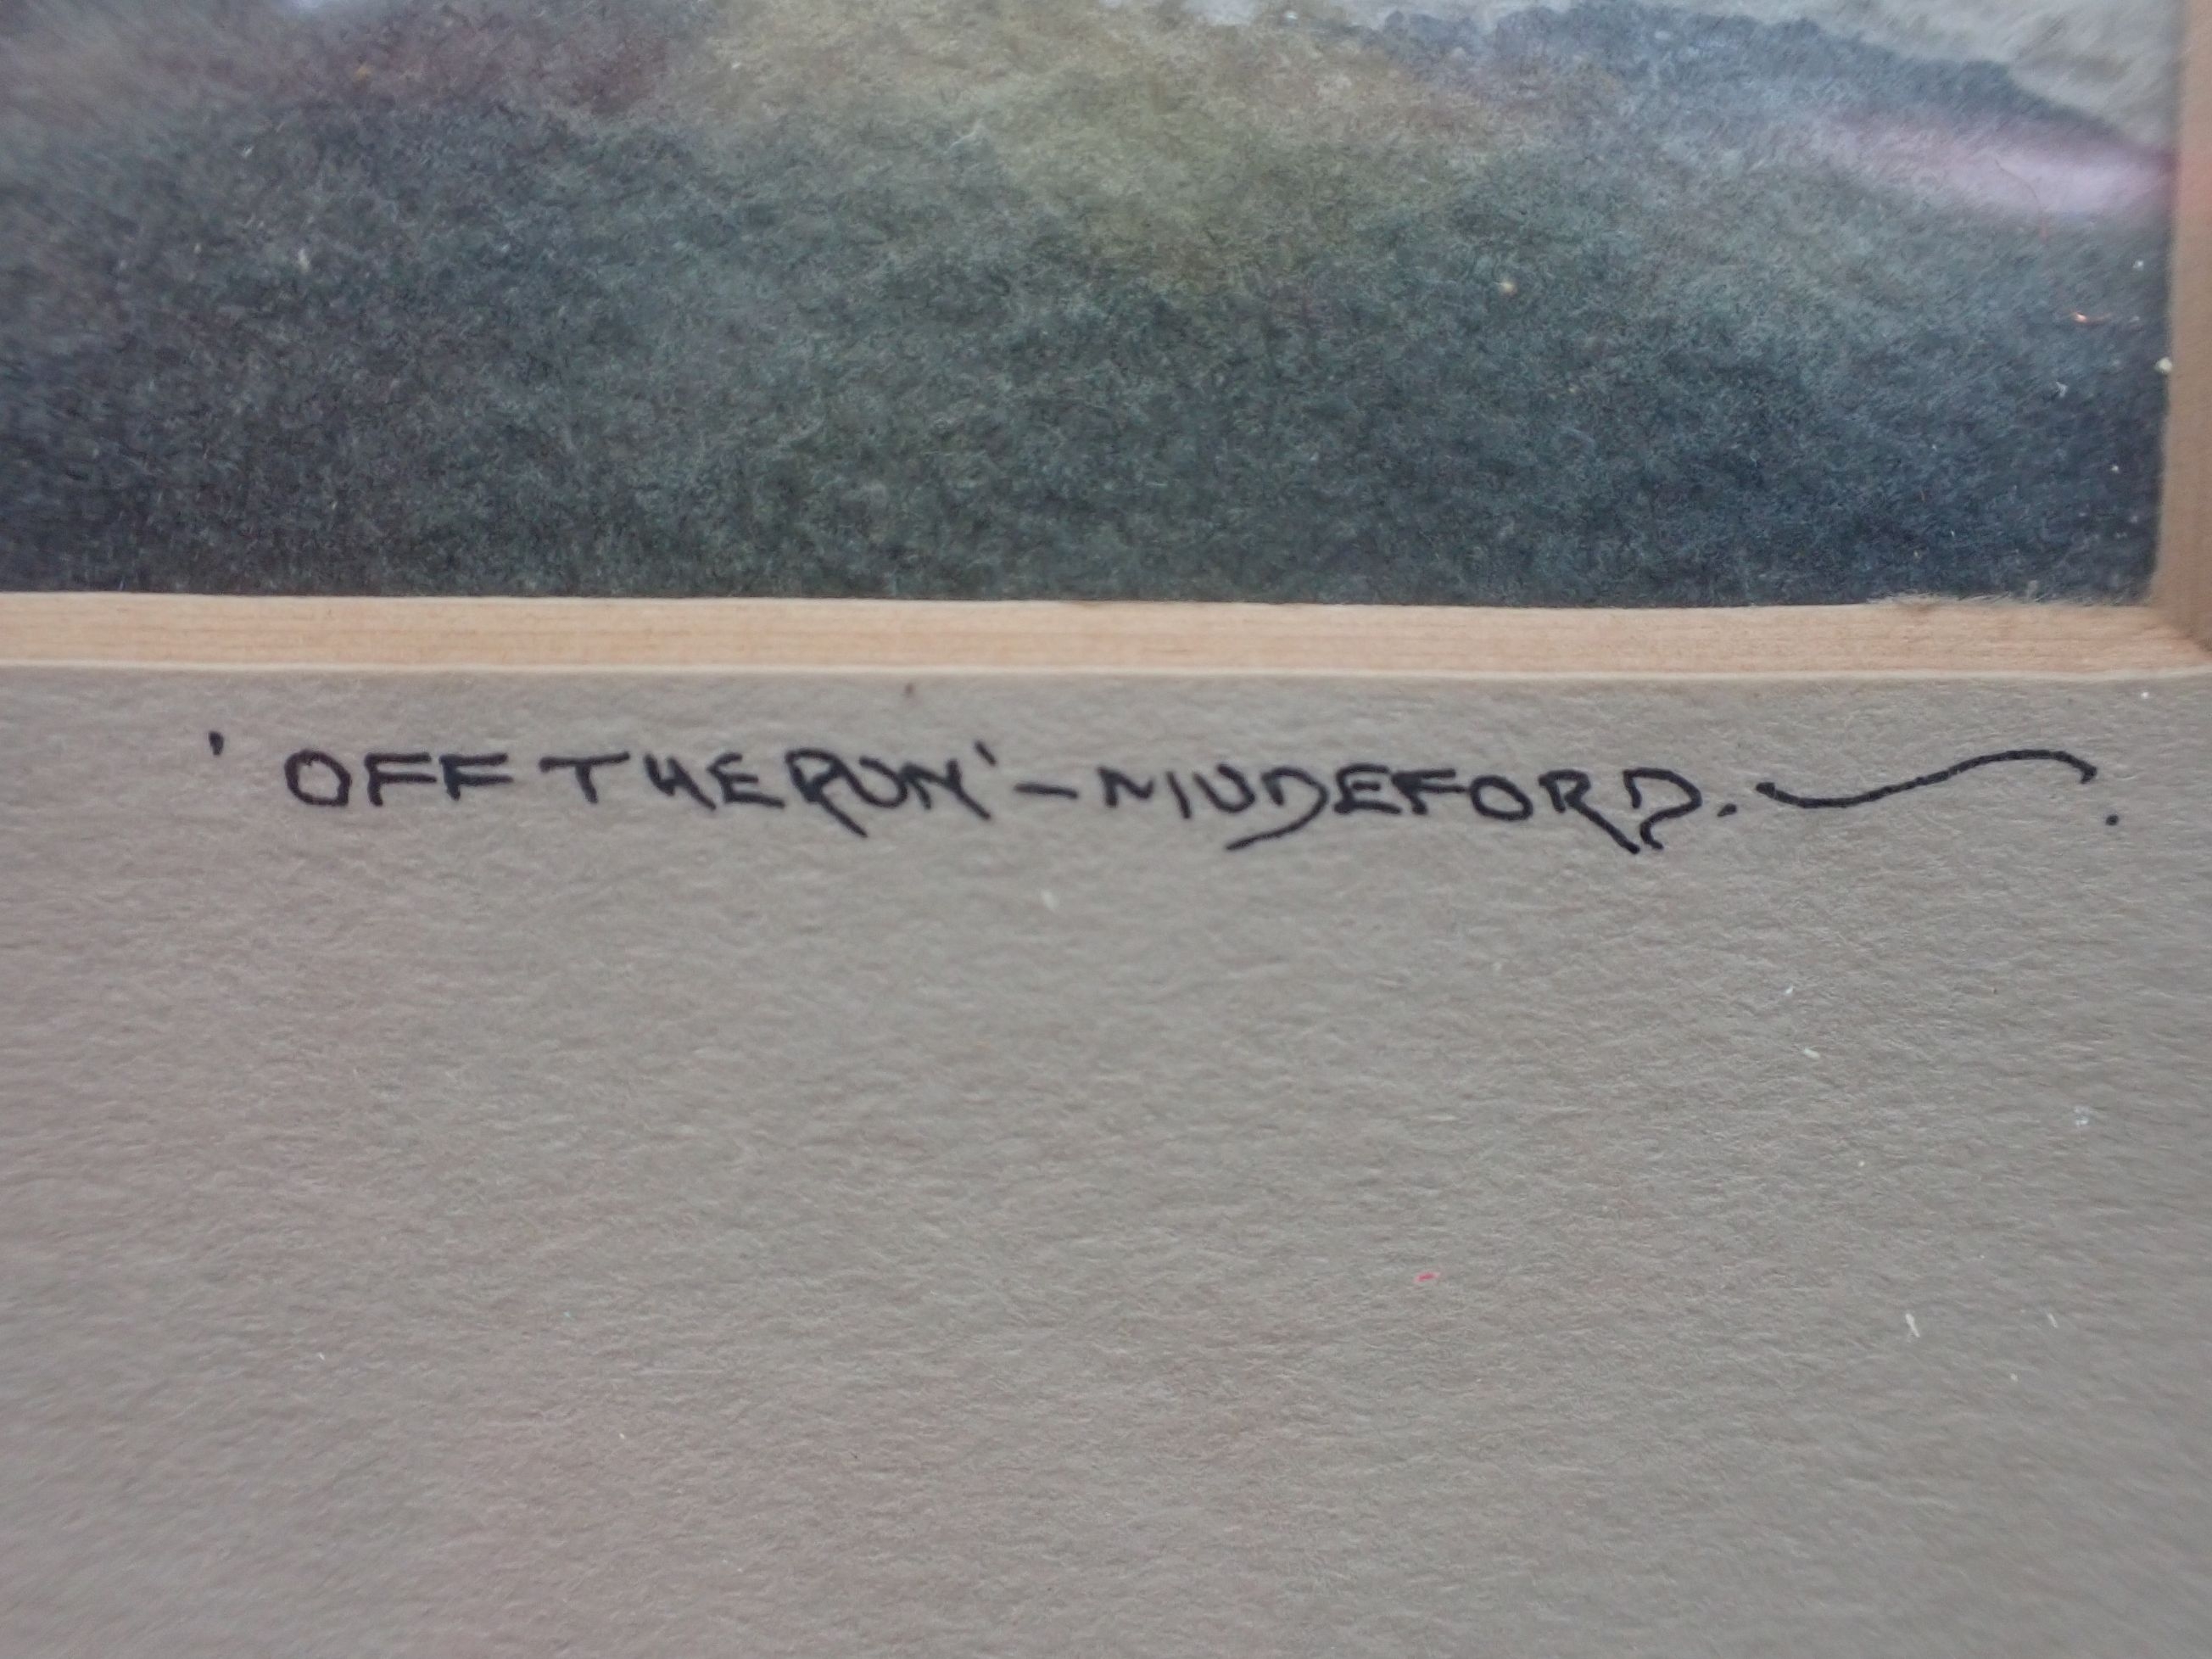 'OFF THE RUN' - MUDEFORD.